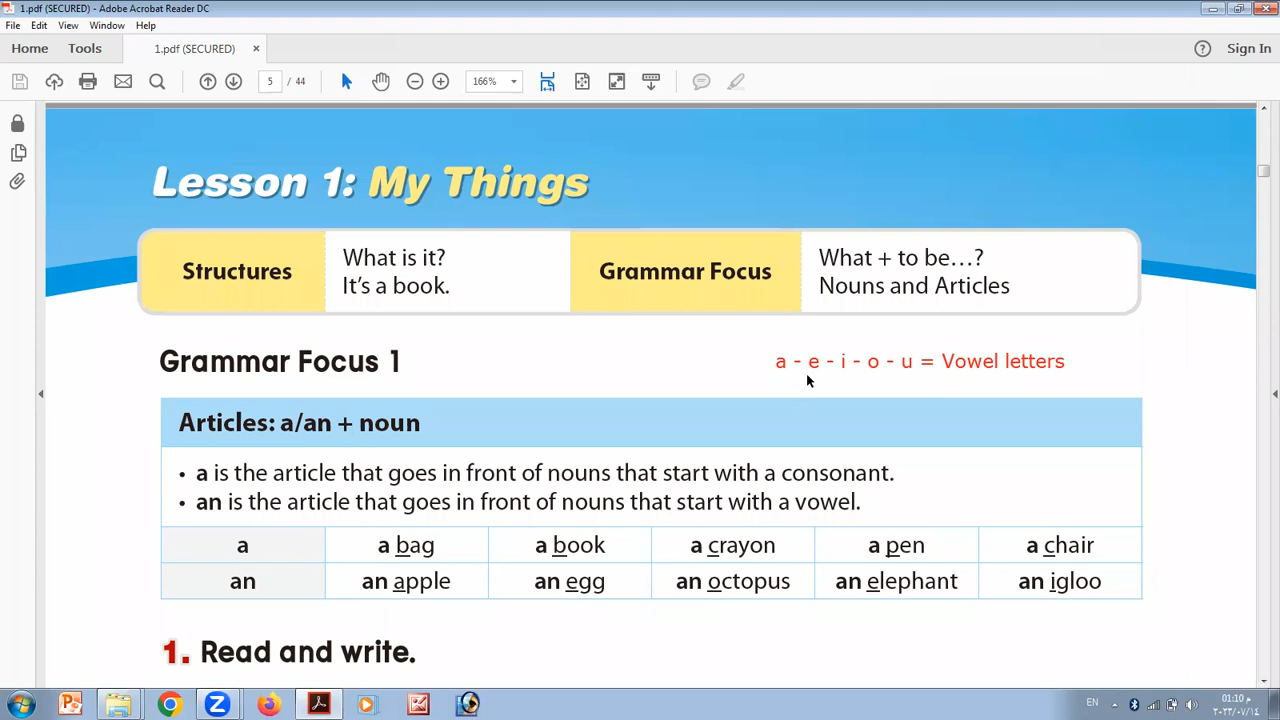 1.pdf (SECURED) - Adobe Acrobat Reader DC
File Edit View Window Help
Home Tools 1.pdf (SECURED) × Sign In
5 / 44 166%
Lesson 1: My Things
Structures
What is it?
It's a book.
Grammar Focus
What + to be…?
Nouns and Articles
Grammar Focus 1
a - e - i - o - u = Vowel letters
Articles: a/an + noun
• a is the article that goes in front of nouns that start with a consonant.
• an is the article that goes in front of nouns that start with a vowel.
a a bag a book a crayon a pen a chair
an an apple an egg an octopus an elephant an igloo
1. Read and write.
EN
01:10 م
٢٠٢٣/٠٧/١٤